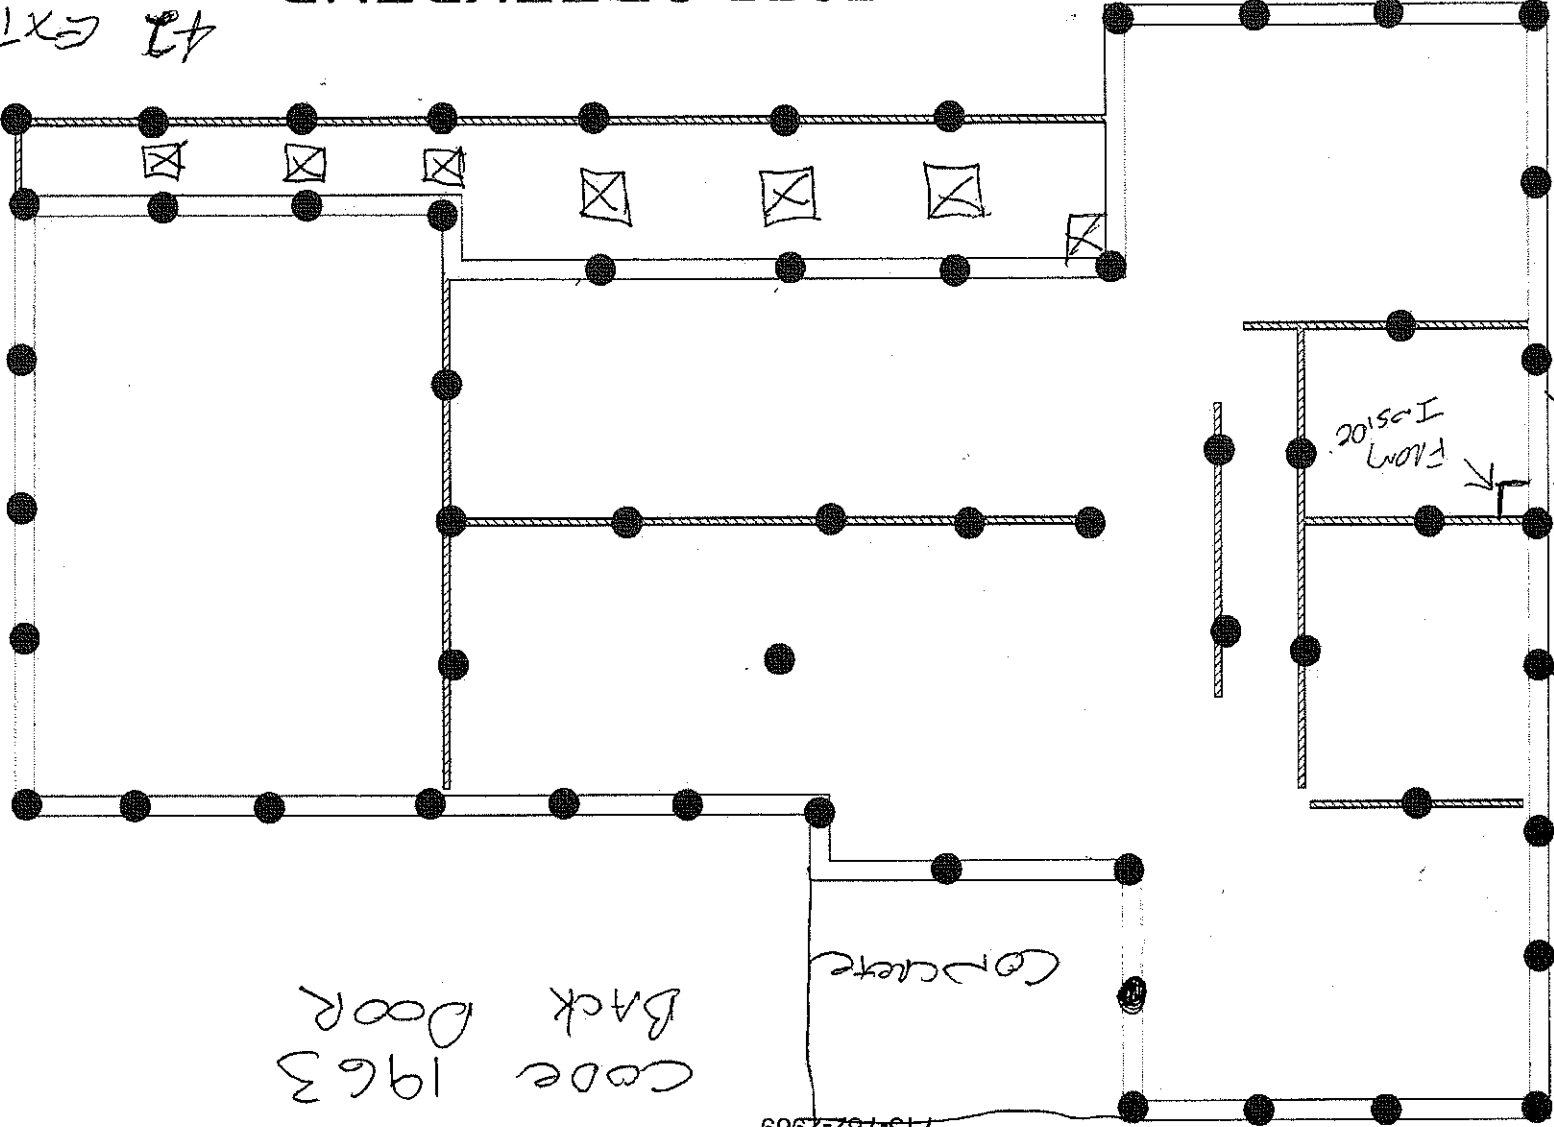 CODE 1963
BACK DOOR
Concrete
From
Inside
42 EXT